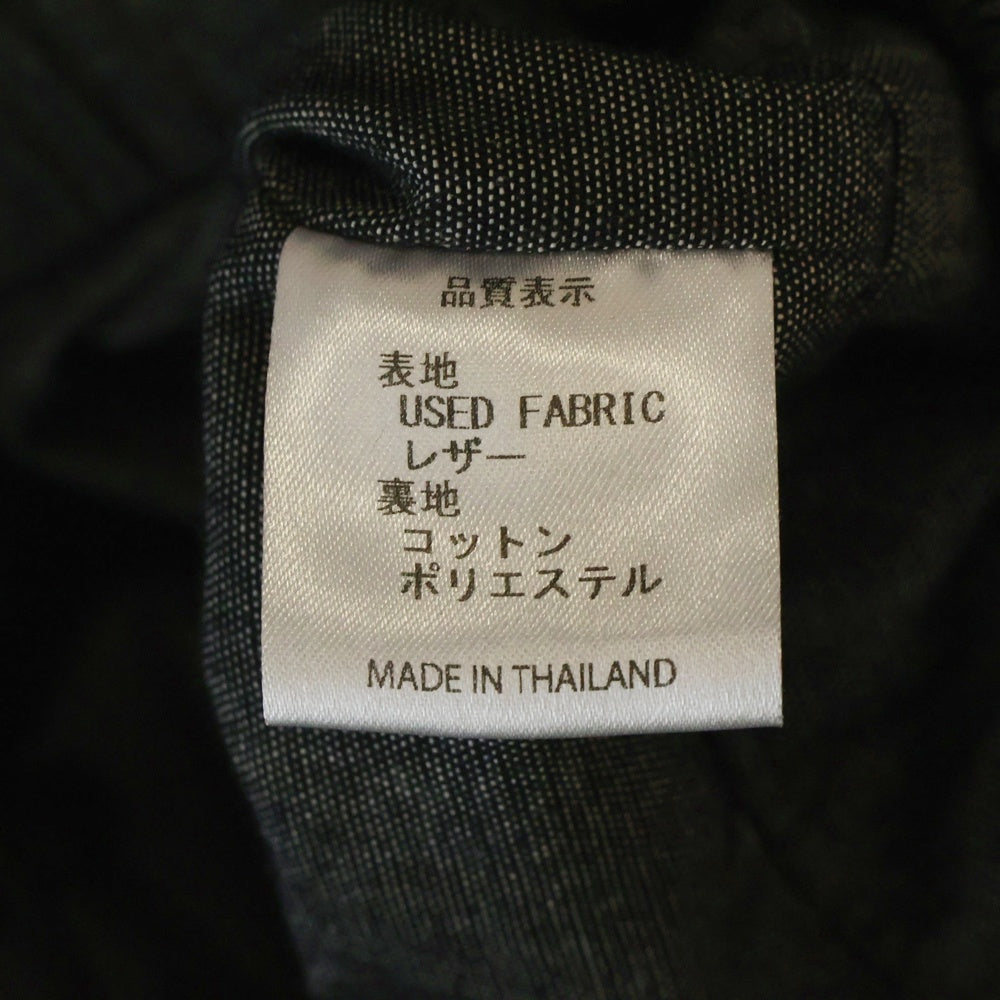 品質表示
表地
USED FABRIC
レザー
裏地
コットン
ポリエステル
MADE IN THAILAND